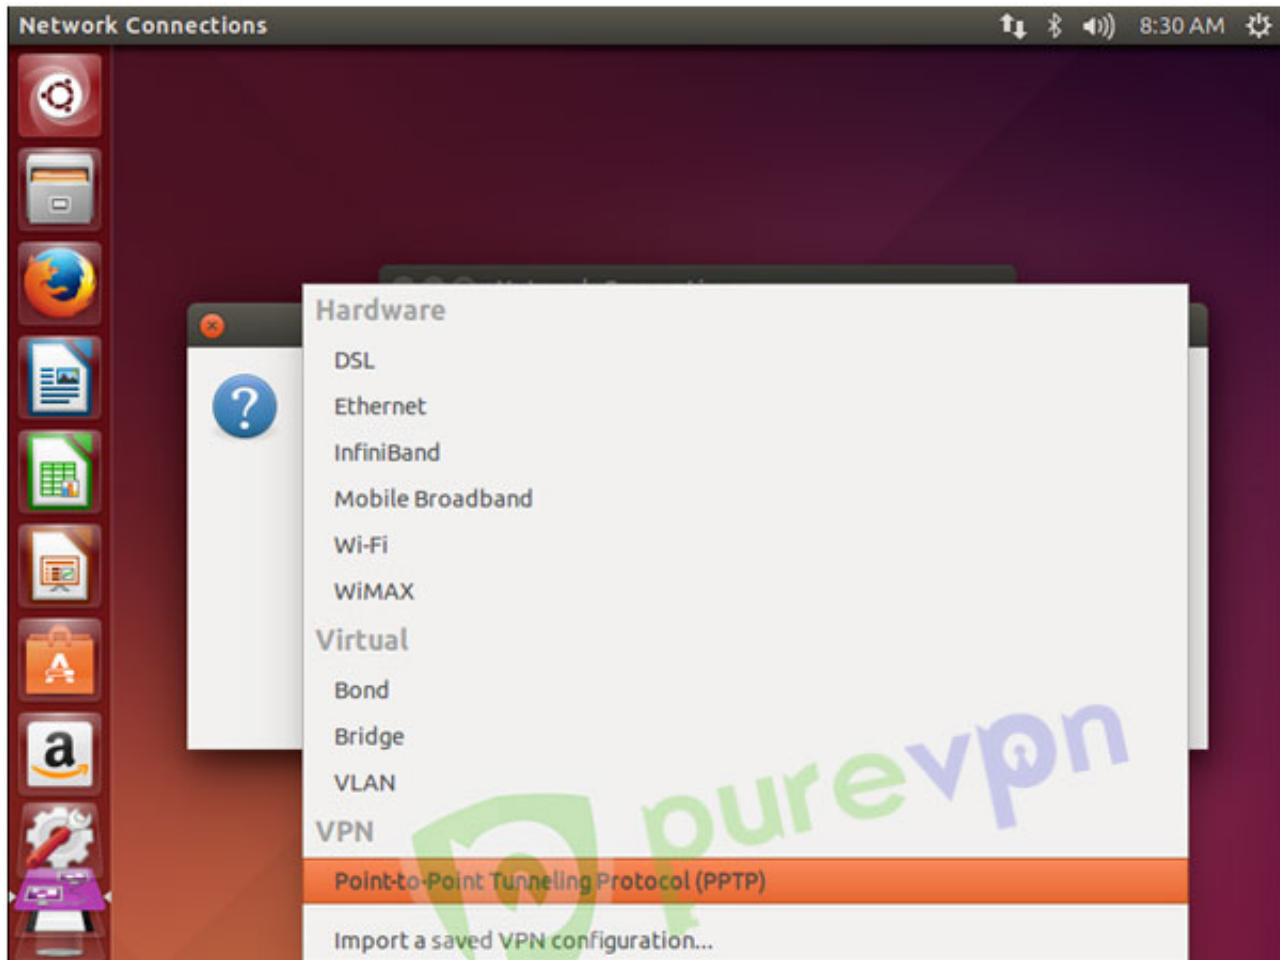 Network Connections
8:30 AM
Hardware
DSL
Ethernet
InfiniBand
Mobile Broadband
Wi-Fi
WiMAX
Virtual
Bond
Bridge
VLAN
VPN
Point-to-Point Tunneling Protocol (PPTP)
Import a saved VPN configuration...
purevpn